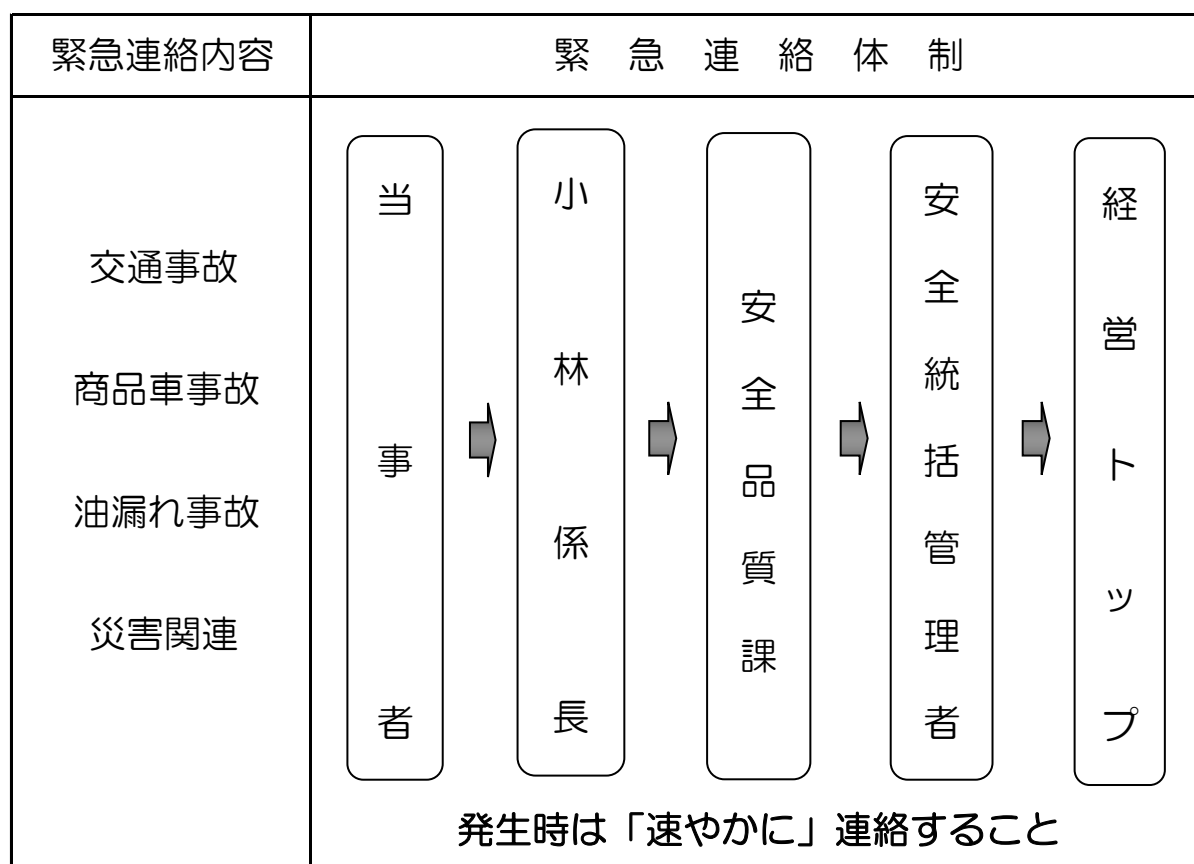 緊急連絡内容
緊急連絡体制
交通事故
商品車事故
油漏れ事故
災害関連
当事者
小林係長
安全品質課
安全統括管理者
経営トップ
発生時は「速やかに」連絡すること